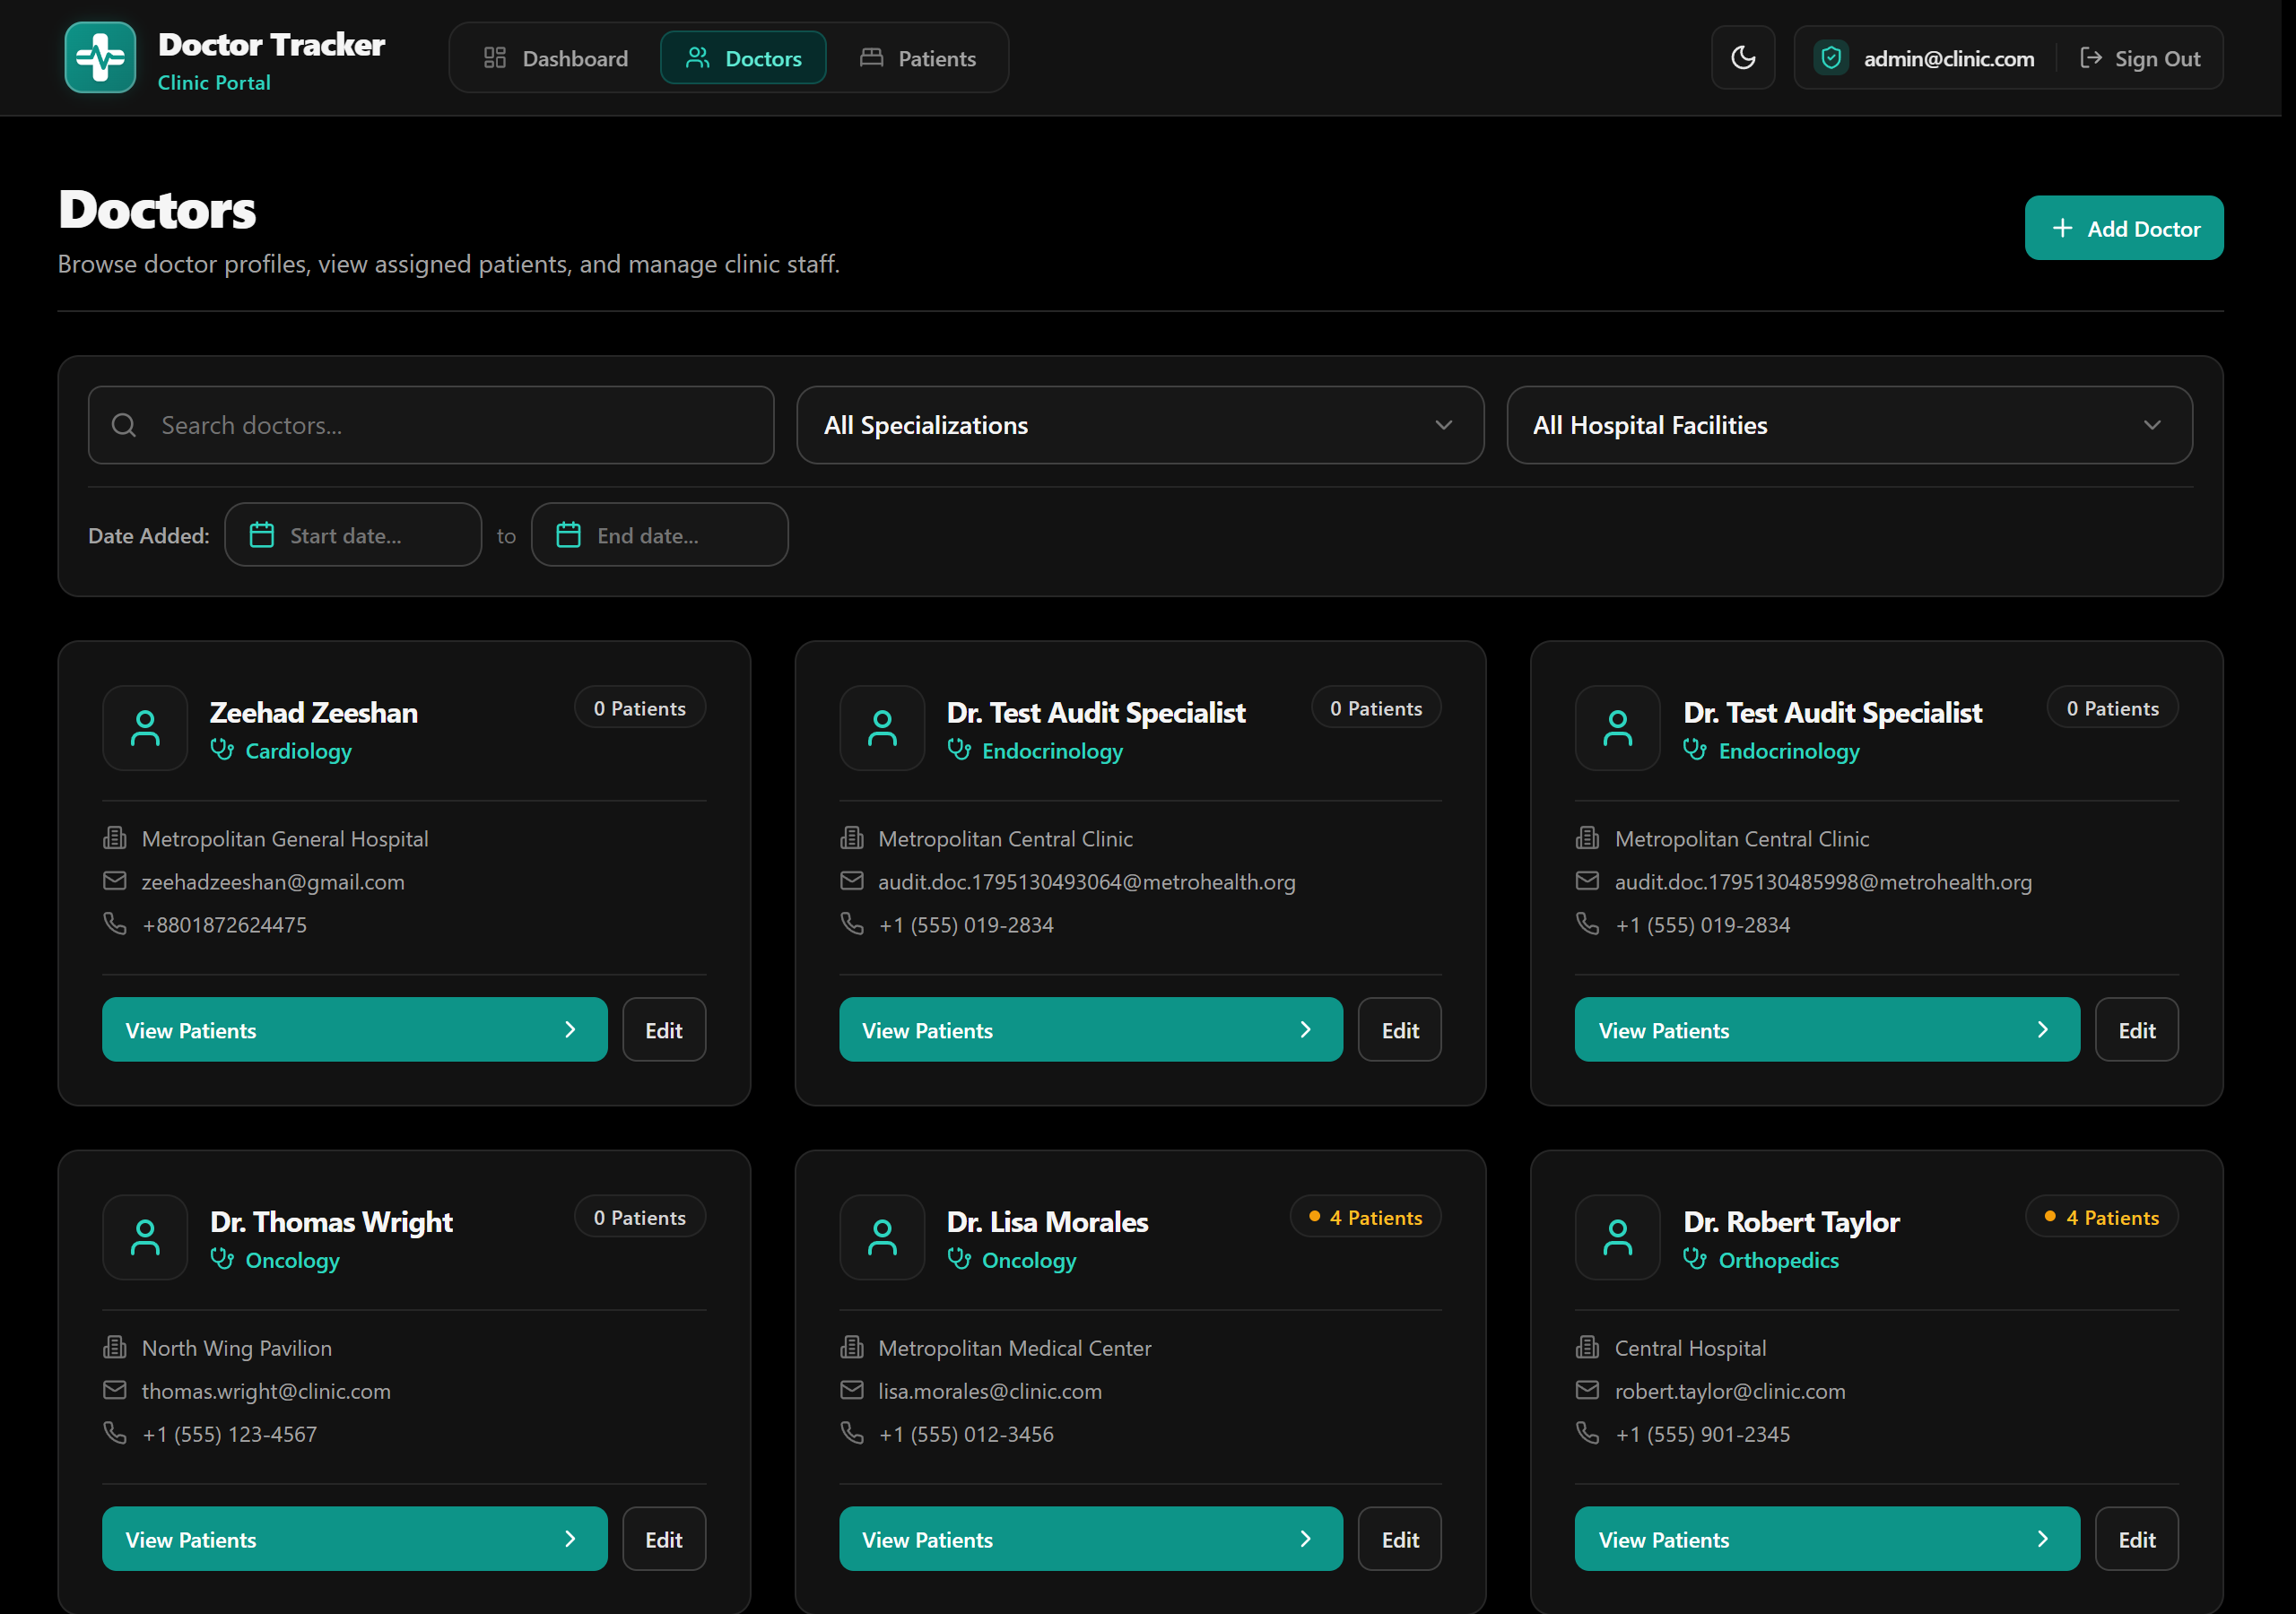 Doctor Tracker
Clinic Portal
Dashboard
Doctors
Patients
admin@clinic.com
Sign Out
Doctors
Browse doctor profiles, view assigned patients, and manage clinic staff.
Add Doctor
Search doctors...
All Specializations
All Hospital Facilities
Date Added:
Start date...
to
End date...
Zeehad Zeeshan
0 Patients
Cardiology
Metropolitan General Hospital
zeehadzeeshan@gmail.com
+8801872624475
View Patients
Edit
Dr. Test Audit Specialist
0 Patients
Endocrinology
Metropolitan Central Clinic
audit.doc.1795130493064@metrohealth.org
+1 (555) 019-2834
View Patients
Edit
Dr. Test Audit Specialist
0 Patients
Endocrinology
Metropolitan Central Clinic
audit.doc.1795130485998@metrohealth.org
+1 (555) 019-2834
View Patients
Edit
Dr. Thomas Wright
0 Patients
Oncology
North Wing Pavilion
thomas.wright@clinic.com
+1 (555) 123-4567
View Patients
Edit
Dr. Lisa Morales
4 Patients
Oncology
Metropolitan Medical Center
lisa.morales@clinic.com
+1 (555) 012-3456
View Patients
Edit
Dr. Robert Taylor
4 Patients
Orthopedics
Central Hospital
robert.taylor@clinic.com
+1 (555) 901-2345
View Patients
Edit